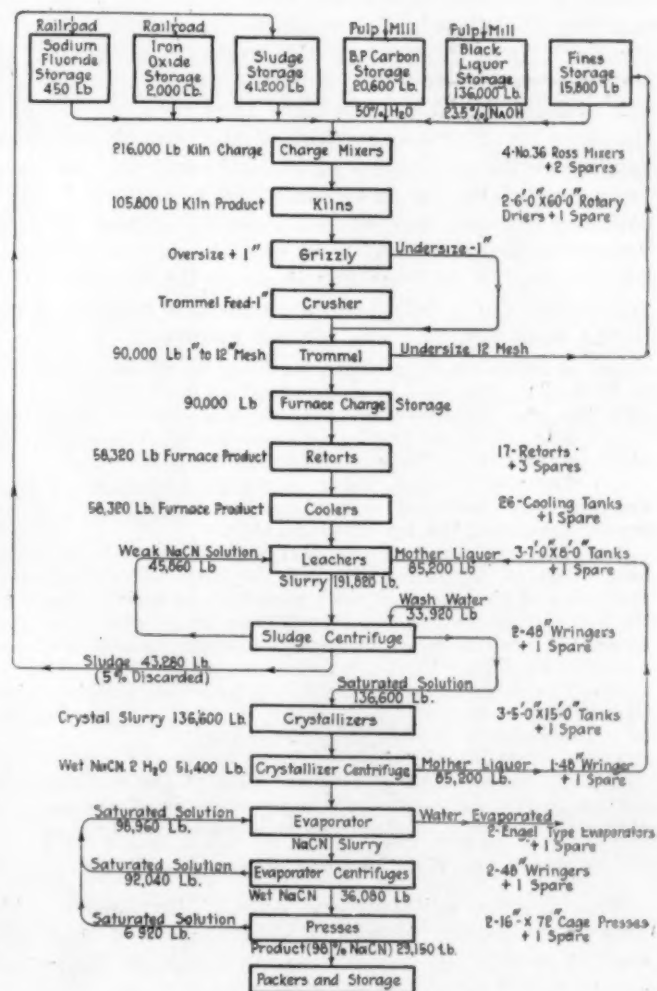 Railroad Railroad Pulp Mill Pulp Mill
Sodium Fluoride Storage 450 Lb
Iron Oxide Storage 2,000 Lb
Sludge Storage 41,200 Lb
B.P. Carbon Storage 20,600 Lb.
Black Liquor Storage 136,000 Lb.
Fines Storage 15,800 Lb
50% H2O 23.5% NaOH
216,000 Lb Kiln Charge Charge Mixers 4-No.36 Ross Mixers
+2 Spares
105,800 Lb Kiln Product Kilns 2-6'-0"X60'-0" Rotary
Driers + 1 Spare
Oversize + 1" Grizzly Undersize -1"
Trommel Feed-1" Crusher
90,000 Lb 1" to 12" Mesh Trommel Undersize 12 Mesh
90,000 Lb Furnace Charge Storage
58,320 Lb Furnace Product Retorts 17-Retorts
+ 3 Spares
58,320 Lb. Furnace Product Coolers 26-Cooling Tanks
+ 1 Spare
Weak NaCN Solution Leachers Mother Liquor 3-7'-0"X8'-0" Tanks
45,860 Lb 85,200 Lb + 1 Spare
Slurry 191,820 Lb.
Wash Water
33,920 Lb
Sludge Centrifuge 2-48" Wringers
+ 1 Spare
Sludge 43,280 Lb.
(5% Discarded)
Saturated Solution
136,600 Lb.
Crystal Slurry 136,600 Lb. Crystallizers 3-5'-0"X15'-0" Tanks
+ 1 Spare
Wet NaCN. 2 H2O 51,400 Lb. Crystallizer Centrifuge Mother Liquor 1-48" Wringer
85,200 Lb. + 1 Spare
Saturated Solution Evaporator Water Evaporated
98,960 Lb. 2-Engel Type Evaporators
+ 1 Spare
NaCN Slurry
Saturated Solution Evaporator Centrifuges 2-48" Wringers
92,040 Lb. + 1 Spare
Wet NaCN 36,080 Lb
Saturated Solution Presses 2-16"X 72" Cage Presses
6 920 Lb. + 1 Spare
Product (98 % NaCN) 29,150 Lb.
Packers and Storage